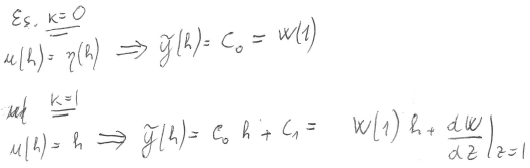 Es. k=0
u(h) = η(h) ⟹ ỹ(h) = C₀ = W(1)
k=1
u(h) = h ⟹ ỹ(h) = C₀ h + C₁ = W(1) h + dW/dz |z=1